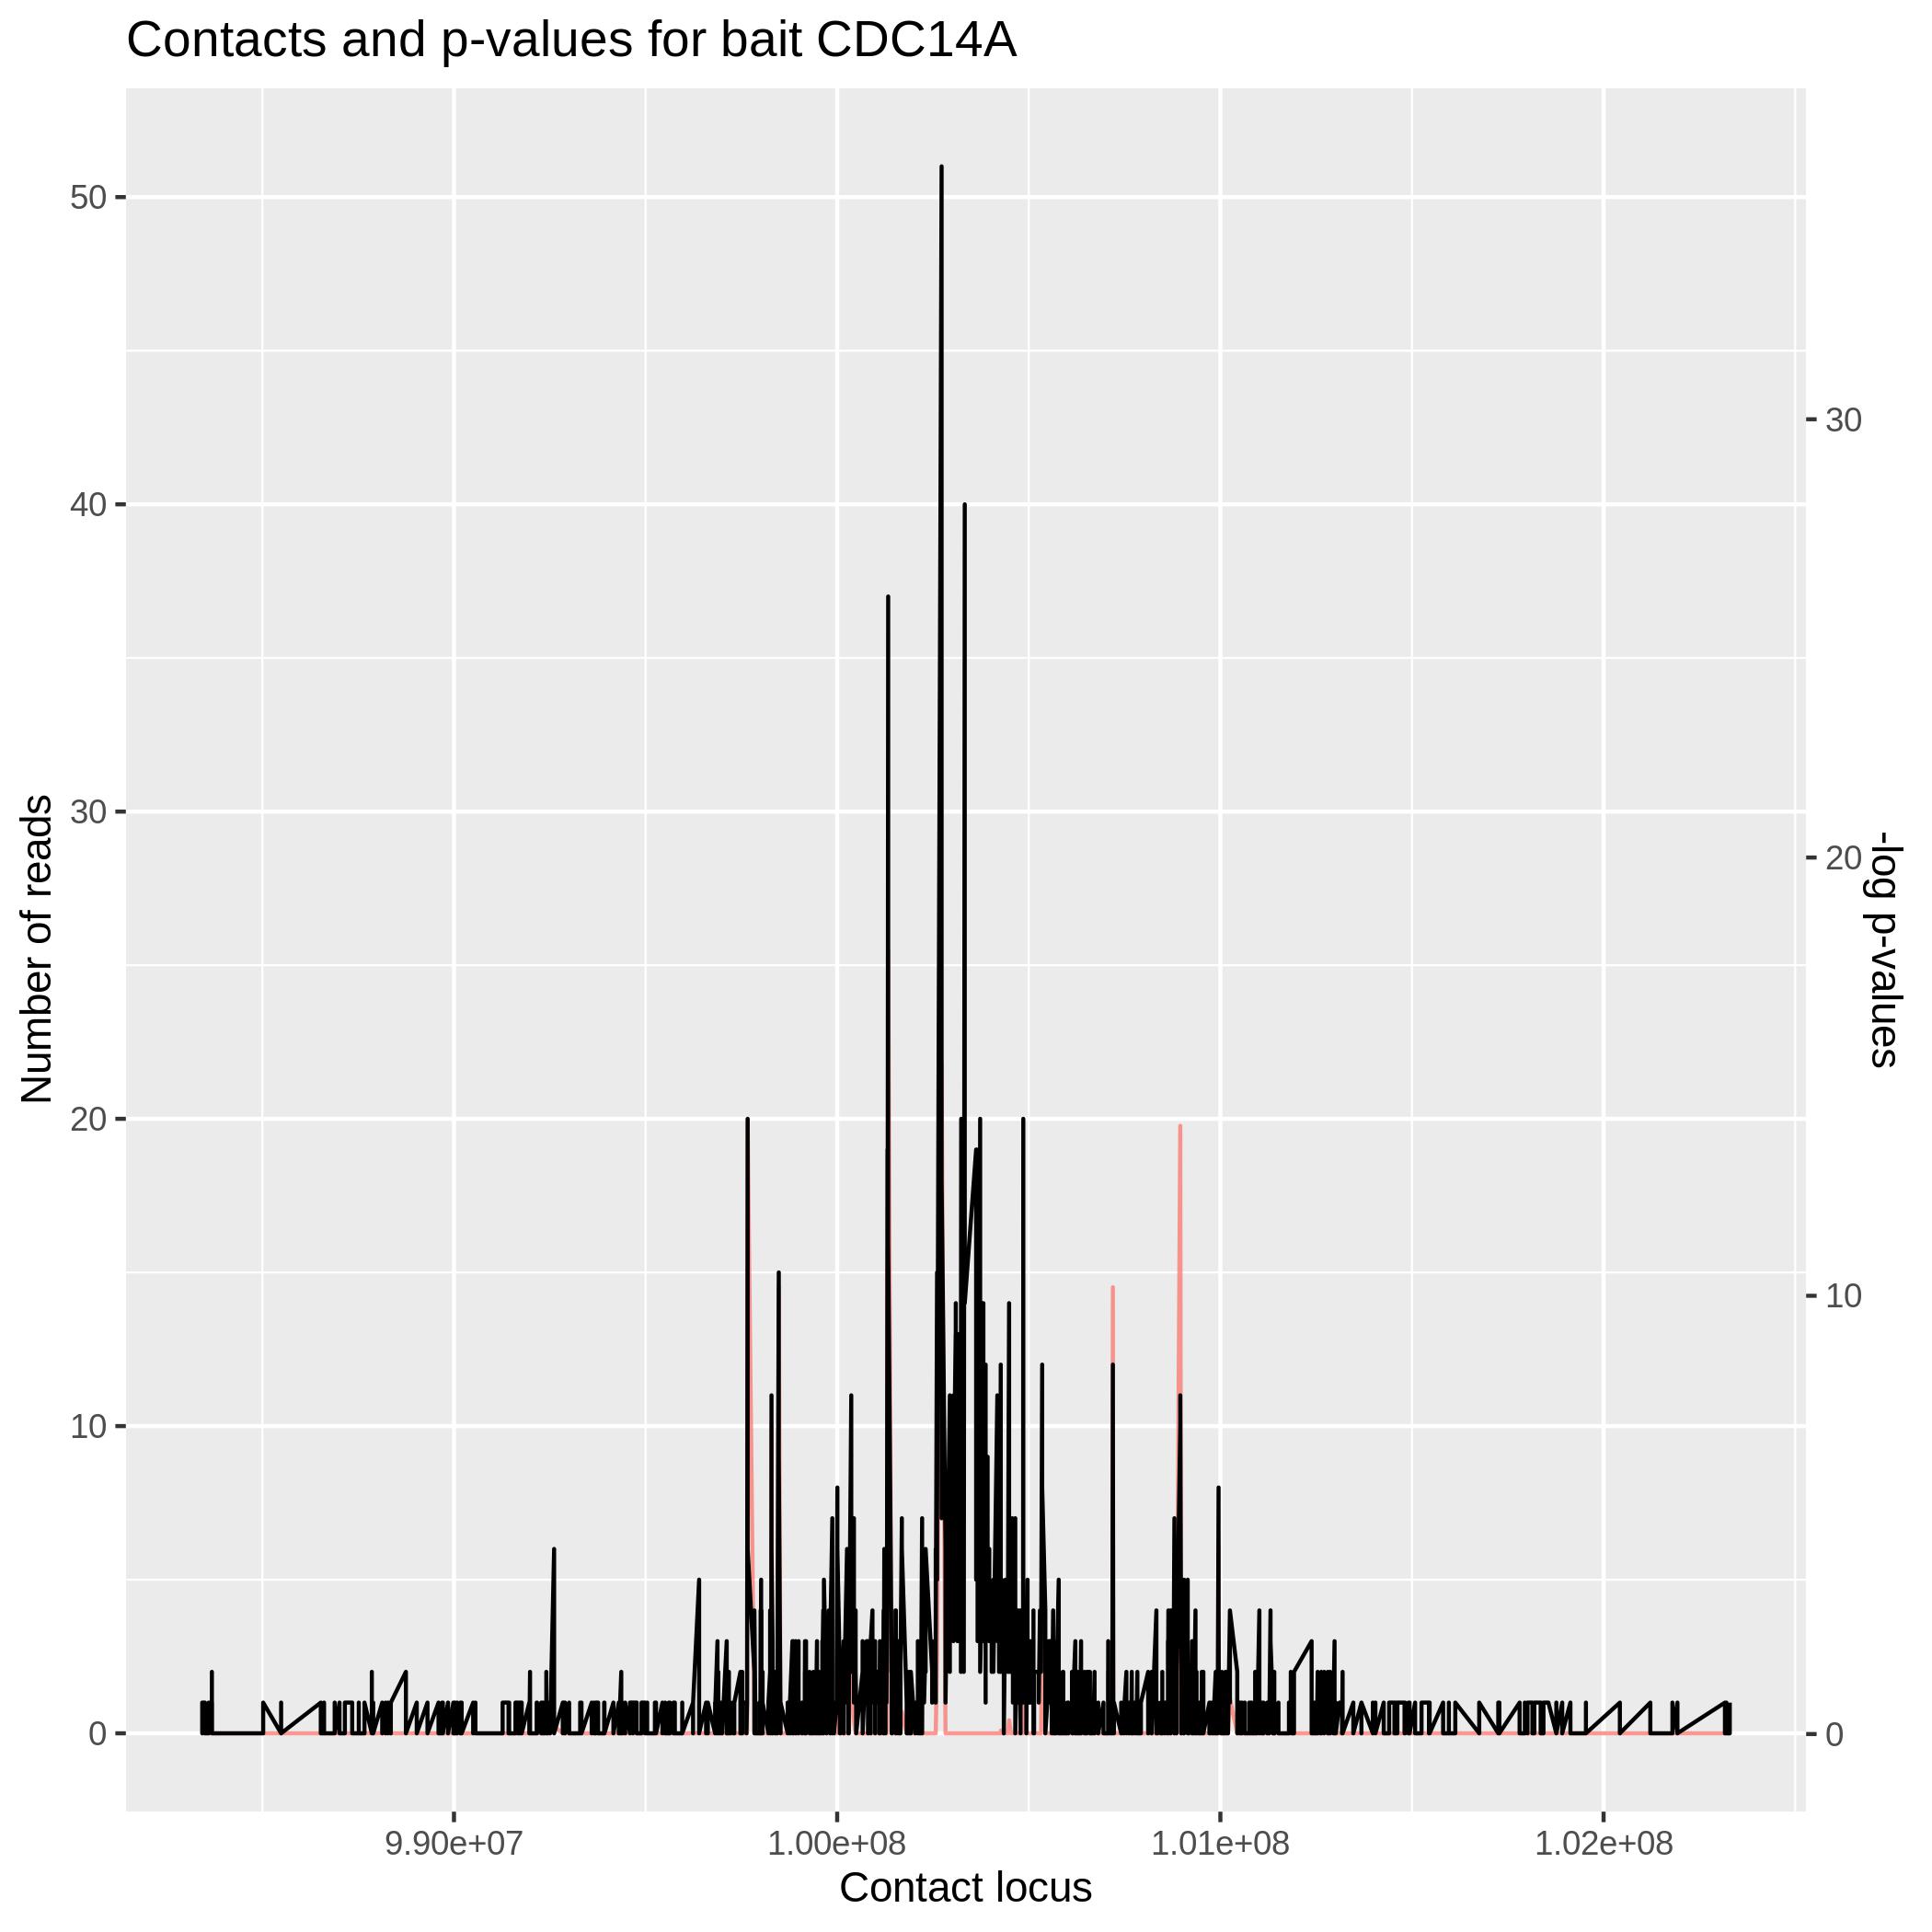 Contacts and p-values for bait CDC14A
50
40
30
20
10
0
Number of reads
30
20
10
0
-log p-values
9.90e+07
1.00e+08
1.01e+08
1.02e+08
Contact locus